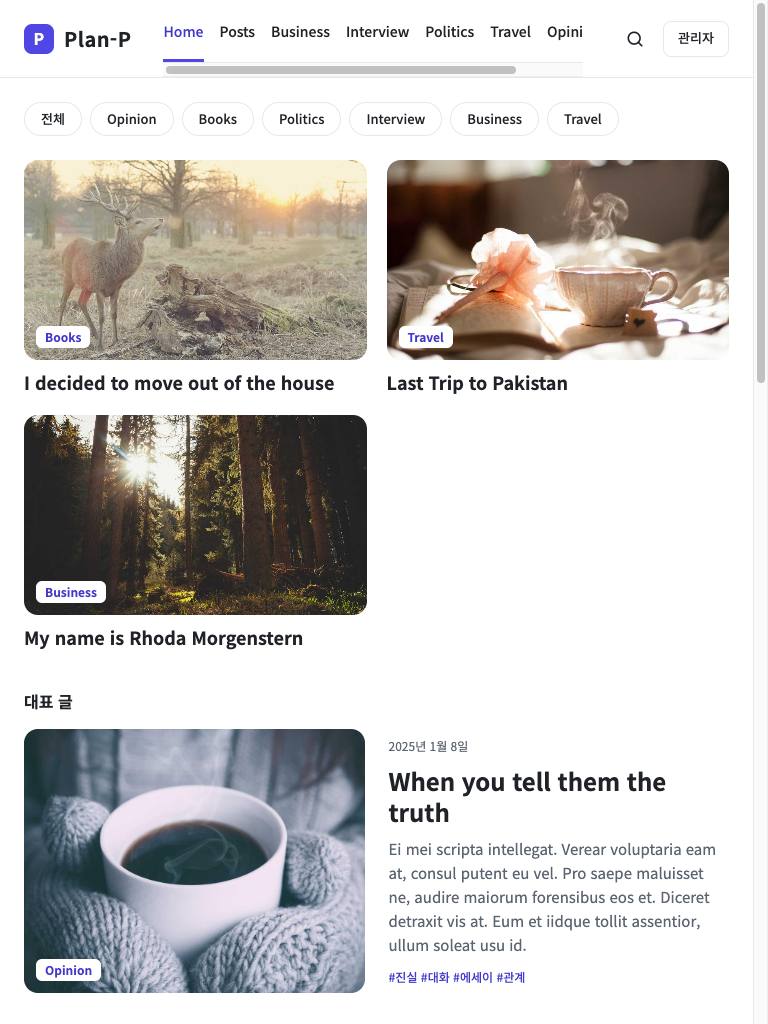 P Plan-P
Home Posts Business Interview Politics Travel Opini
관리자
전체 Opinion Books Politics Interview Business Travel
Books
I decided to move out of the house
Travel
Last Trip to Pakistan
Business
My name is Rhoda Morgenstern
대표 글
Opinion
2025년 1월 8일
When you tell them the
truth
Ei mei scripta intellegat. Verear voluptaria eam
at, consul putent eu vel. Pro saepe maluisset
ne, audire maiorum forensibus eos et. Diceret
detraxit vis at. Eum et iidque tollit assentior,
ullum soleat usu id.
#진실 #대화 #에세이 #관계